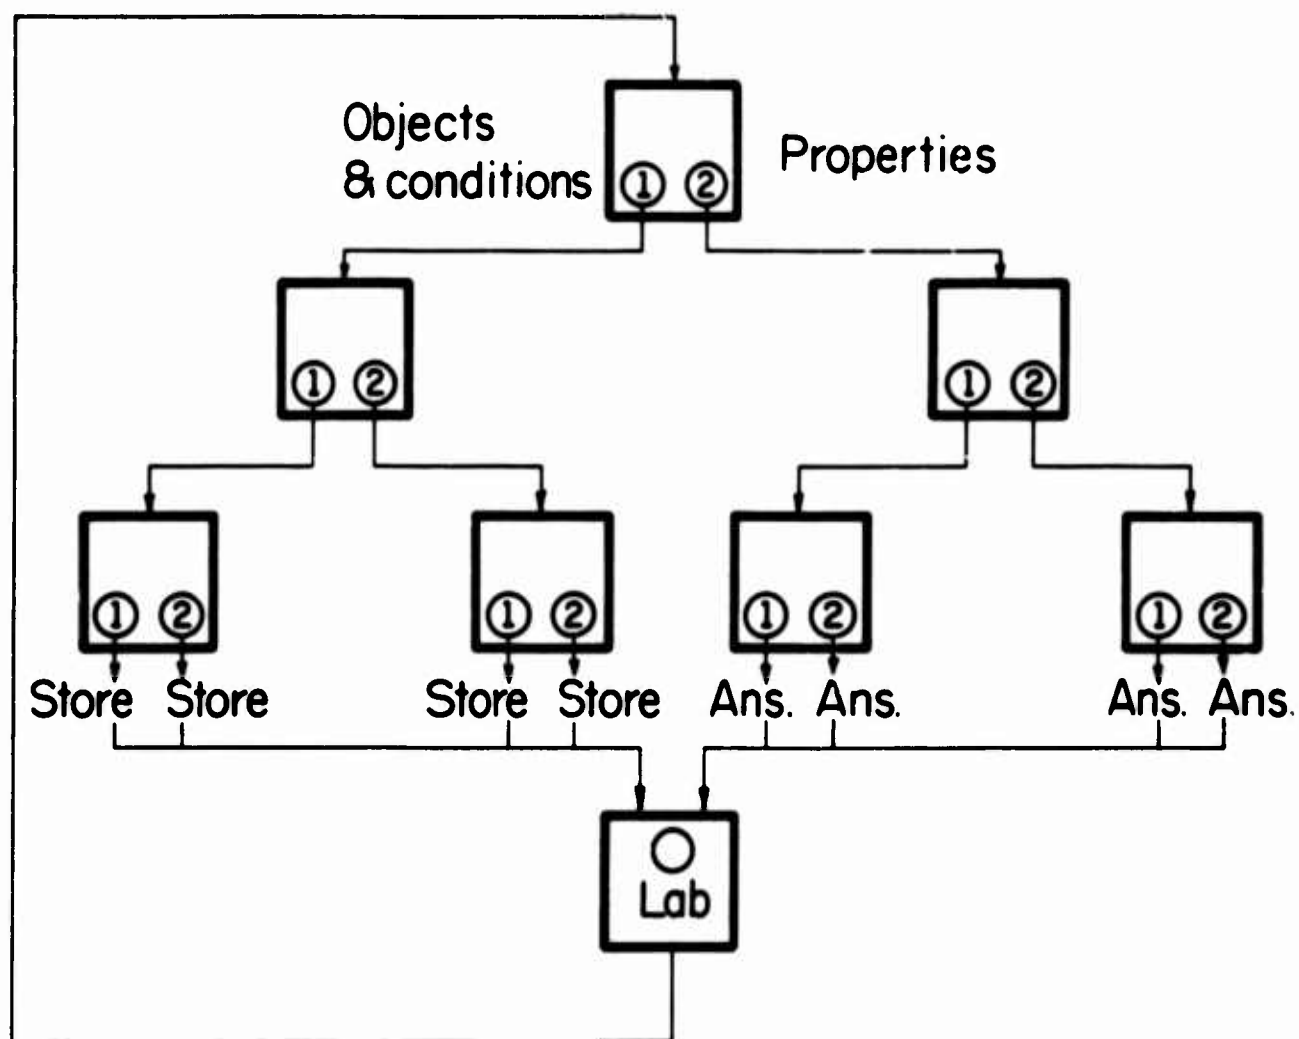 Objects
& conditions
Properties
1 2
1 2
1 2
1 2
1 2
1 2
1 2
Store Store Store Store Ans. Ans. Ans. Ans.
Lab